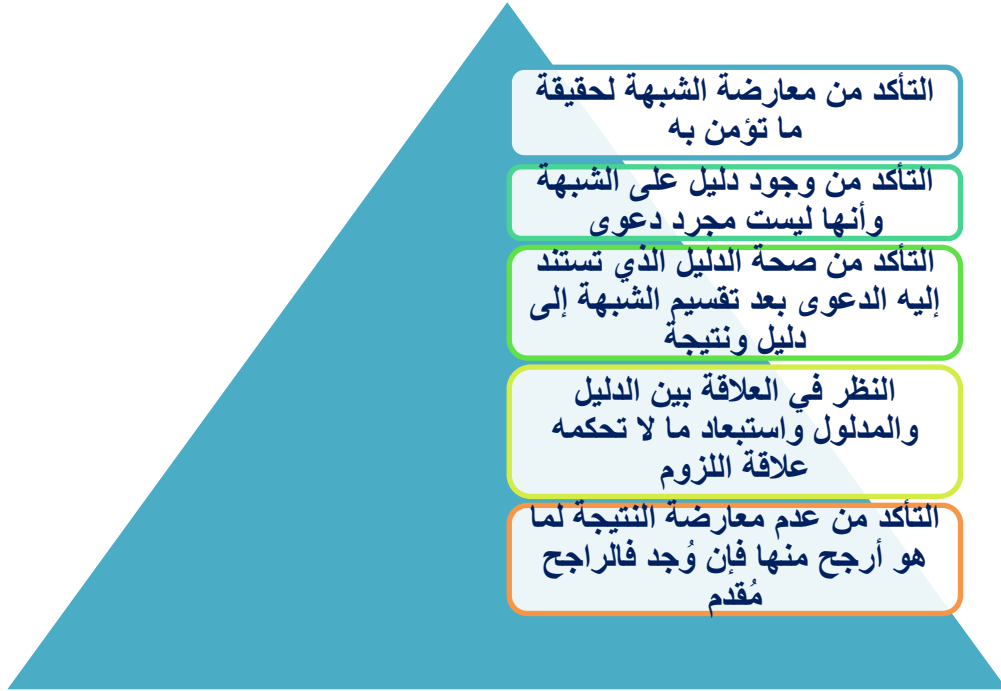 التأكد من معارضة الشبهة لحقيقة
ما تؤمن به
التأكد من وجود دليل على الشبهة
وأنها ليست مجرد دعوى
التأكد من صحة الدليل الذي تستند
إليه الدعوى بعد تقسيم الشبهة إلى
دليل ونتيجة
النظر في العلاقة بين الدليل
والمدلول واستبعاد ما لا تحكمه
علاقة اللزوم
التأكد من عدم معارضة النتيجة لما
هو أرجح منها فإن وُجد فالراجح
مُقدم